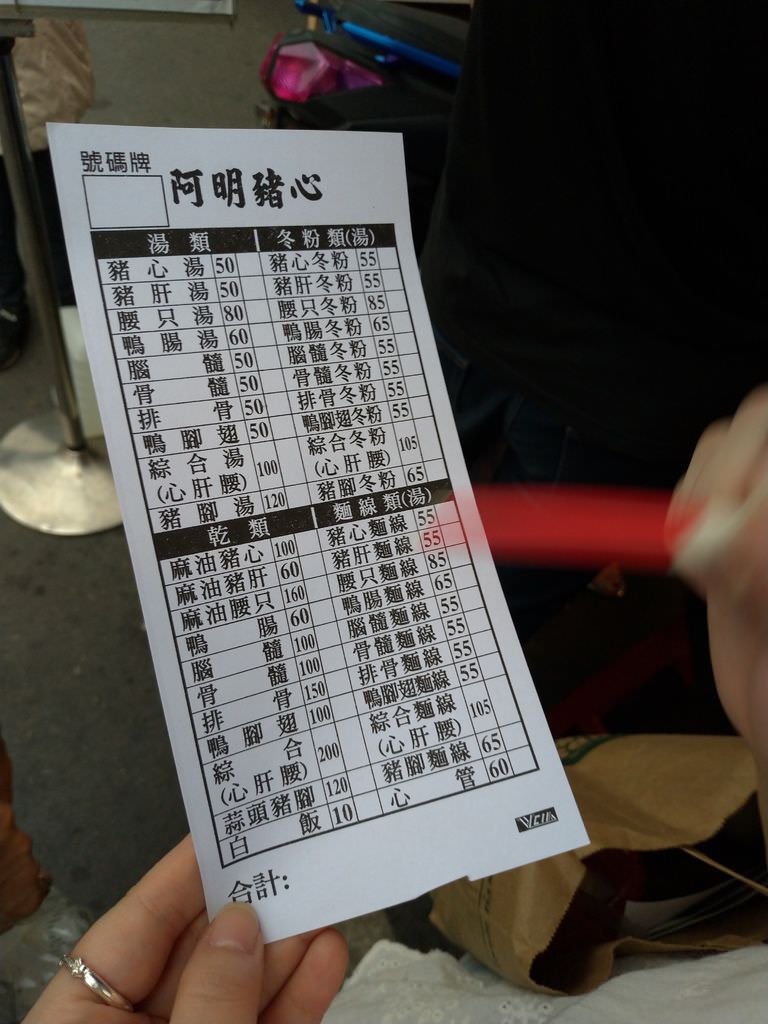 號碼牌
阿明豬心
湯類 冬粉類(湯)
豬心湯 50 豬心冬粉 55
豬肝湯 50 豬肝冬粉 55
腰只湯 80 腰只冬粉 85
鴨腸湯 60 鴨腸冬粉 65
腦髓 50 腦髓冬粉 55
骨髓 50 骨髓冬粉 55
排骨 50 排骨冬粉 55
鴨腳翅 50 鴨腳翅冬粉 55
綜合湯(心肝腰) 100 綜合冬粉(心肝腰) 105
豬腳湯 120 豬腳冬粉 65
乾類 麵線類(湯)
麻油豬心 100 豬心麵線 55
麻油豬肝 60 豬肝麵線 55
麻油腰只 160 腰只麵線 85
鴨腸 60 鴨腸麵線 65
腦髓 100 腦髓麵線 55
骨髓 100 骨髓麵線 55
排骨 150 排骨麵線 55
鴨腳翅 100 鴨腳翅麵線 55
綜合(心肝腰) 200 綜合麵線(心肝腰) 105
蒜頭豬腳 120 豬腳麵線 65
白飯 10 心管 60
合計: